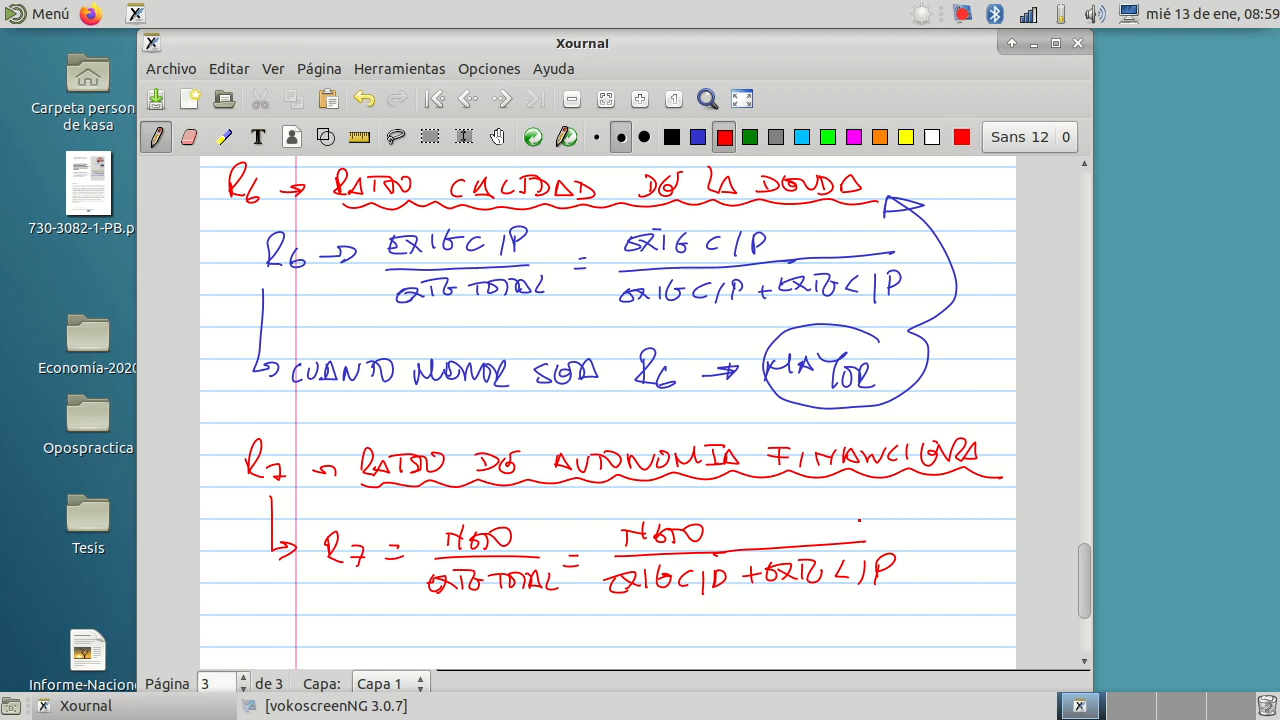 Menú
mié 13 de ene, 08:59
Xournal
Archivo Editar Ver Página Herramientas Opciones Ayuda
Sans 12 0
Carpeta person
de kasa
730-3082-1-PB.p
Economía-2020
Opospractica
Tesis
Informe-Nacion
R6 → RATIO CALIDAD DE LA DEUDA
R6 → EXIG C/P / EXIG TOTAL = EXIG C/P / EXIG C/P + EXIG L/P
CUANTO MENOR SEA R6 → MAYOR
R7 → RATIO DE AUTONOMIA FINANCIERA
R7 = NETO / EXIG TOTAL = NETO / EXIG C/P + EXIG L/P
Página 3 de 3 Capa: Capa 1
Xournal
[vokoscreenNG 3.0.7]